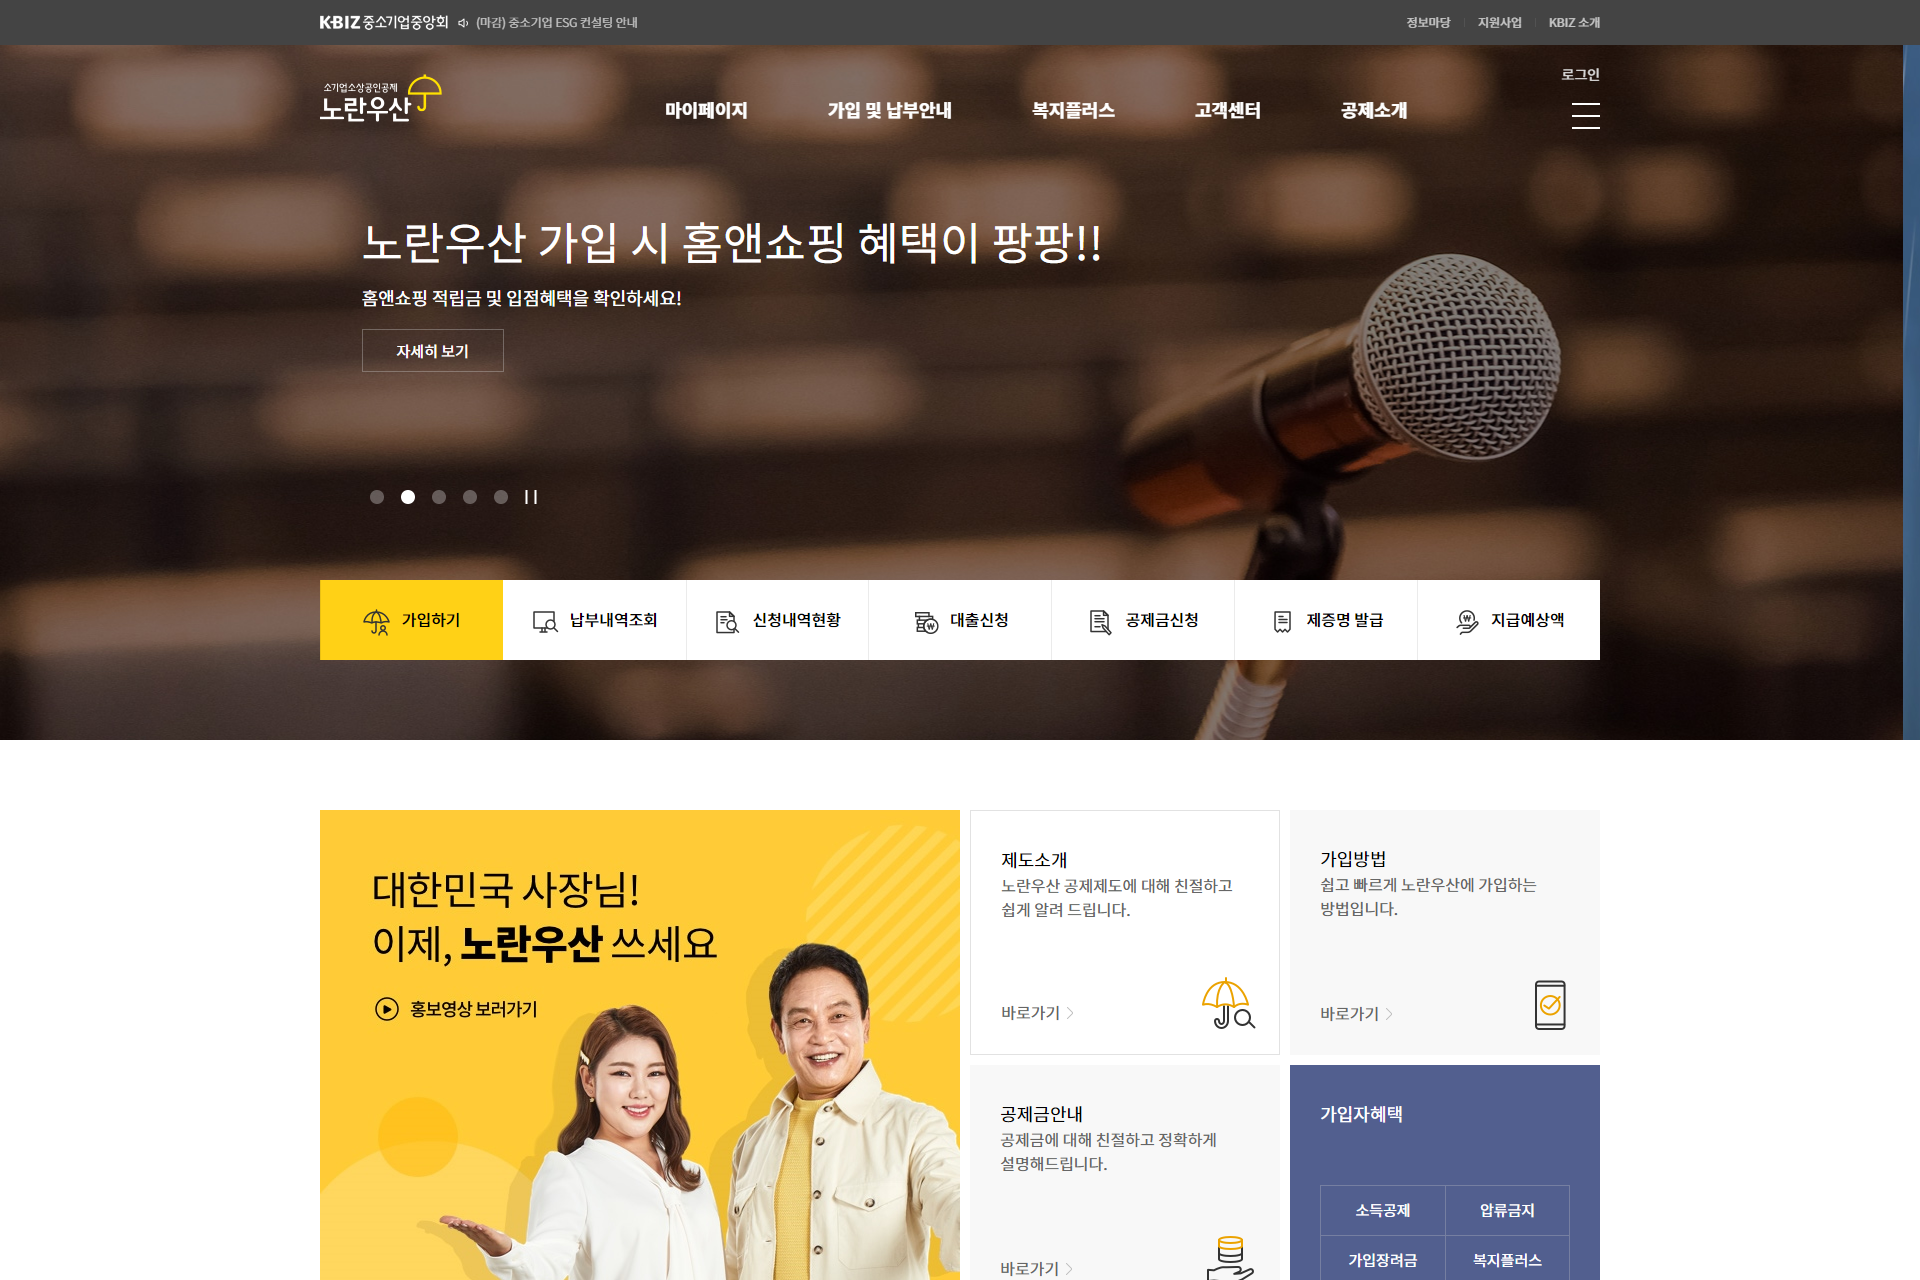 K-BIZ 중소기업중앙회 (마감) 중소기업 ESG 컨설팅 안내
정보마당 지원사업 KBIZ 소개
로그인
소기업소상공인공제
노란우산
마이페이지 가입 및 납부안내 복지플러스 고객센터 공제소개
노란우산 가입 시 홈앤쇼핑 혜택이 팡팡!!
홈앤쇼핑 적립금 및 입점혜택을 확인하세요!
자세히 보기
가입하기 납부내역조회 신청내역현황 대출신청 공제금신청 제증명 발급 지급예상액
대한민국 사장님!
이제, 노란우산 쓰세요
홍보영상 보러가기
제도소개
노란우산 공제제도에 대해 친절하고
쉽게 알려 드립니다.
바로가기
가입방법
쉽고 빠르게 노란우산에 가입하는
방법입니다.
바로가기
공제금안내
공제금에 대해 친절하고 정확하게
설명해드립니다.
바로가기
가입자혜택
소득공제 압류금지
가입장려금 복지플러스